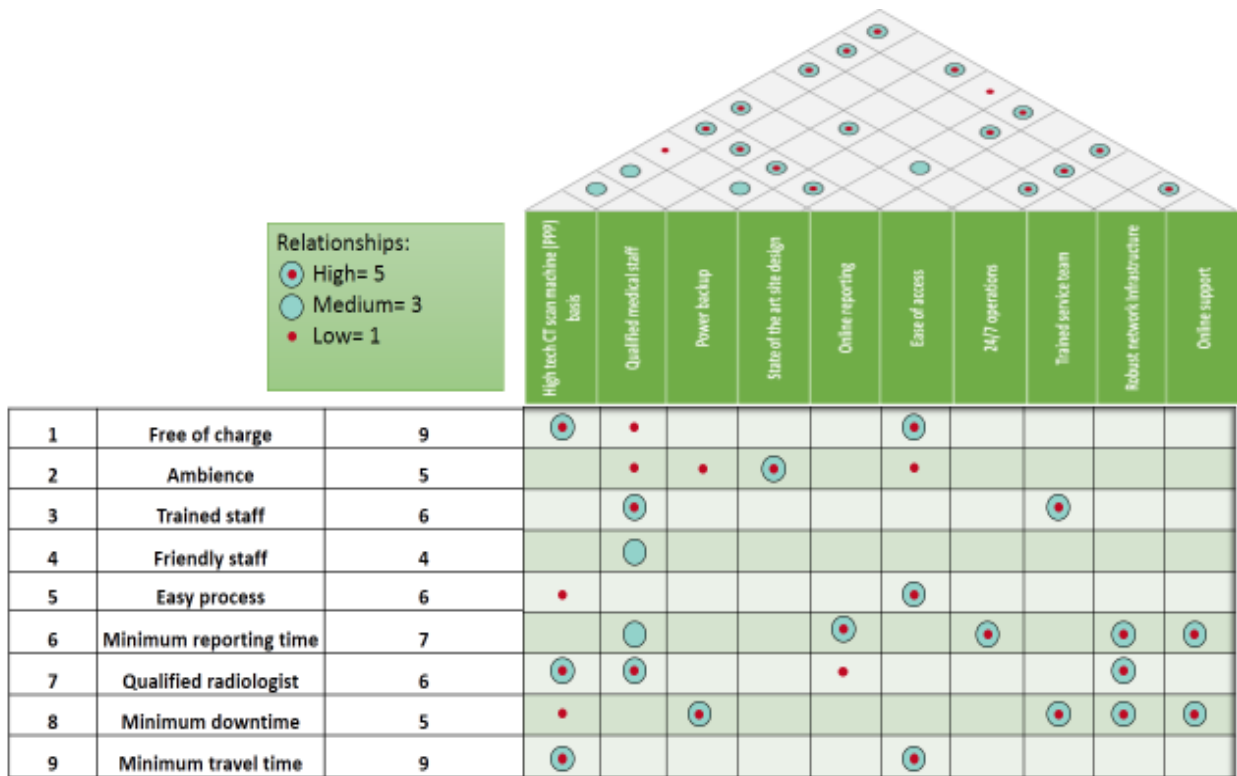 Relationships:
High= 5
Medium= 3
Low= 1
High tech CT scan machine (PPP)
basis
Qualified medical staff
Power backup
State of the art site design
Online reporting
Ease of access
24/7 operations
Trained service team
Robust network infrastructure
Online support
1 Free of charge 9
2 Ambience 5
3 Trained staff 6
4 Friendly staff 4
5 Easy process 6
6 Minimum reporting time 7
7 Qualified radiologist 6
8 Minimum downtime 5
9 Minimum travel time 9